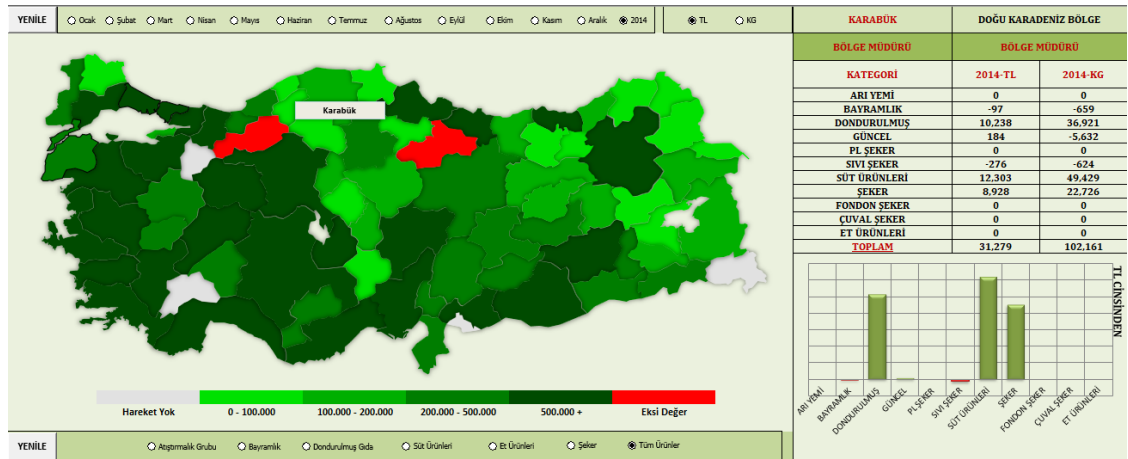 YENİLE Ocak Şubat Mart Nisan Mayıs Haziran Temmuz Ağustos Eylül Ekim Kasım Aralık 2014 TL KG
Karabük
Hareket Yok 0 - 100.000 100.000 - 200.000 200.000 - 500.000 500.000 + Eksi Değer
YENİLE Atıştırmalık Grubu Bayramlık Dondurulmuş Gıda Süt Ürünleri Et Ürünleri Şeker Tüm Ürünler
KARABÜK DOĞU KARADENİZ BÖLGE
BÖLGE MÜDÜRÜ BÖLGE MÜDÜRÜ
KATEGORİ 2014-TL 2014-KG
ARI YEMİ 0 0
BAYRAMLIK -97 -659
DONDURULMUŞ 10,238 36,921
GÜNCEL 184 -5,632
PL ŞEKER 0 0
SIVI ŞEKER -276 -624
SÜT ÜRÜNLERİ 12,303 49,429
ŞEKER 8,928 22,726
FONDON ŞEKER 0 0
ÇUVAL ŞEKER 0 0
ET ÜRÜNLERİ 0 0
TOPLAM 31,279 102,161
TL CİNSİNDEN
ARI YEMİ
BAYRAMLIK
DONDURULMUŞ
GÜNCEL
PL ŞEKER
SIVI ŞEKER
SÜT ÜRÜNLERİ
ŞEKER
FONDON ŞEKER
ÇUVAL ŞEKER
ET ÜRÜNLERİ